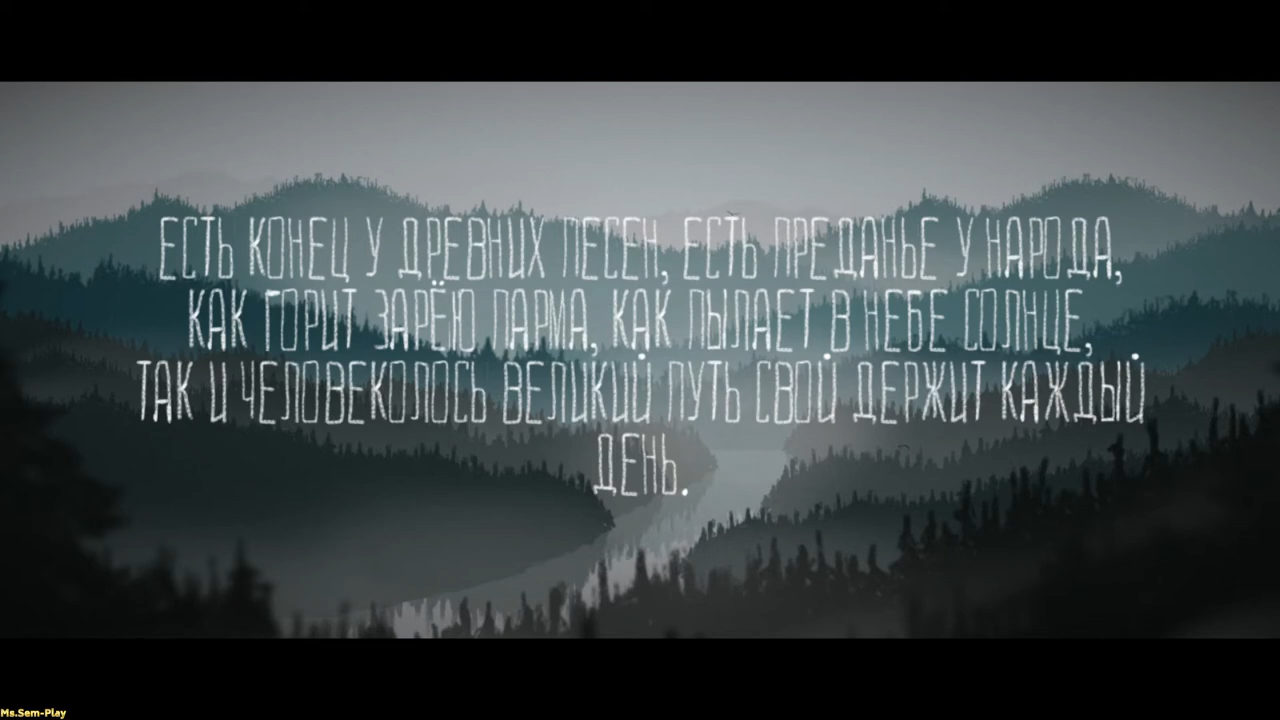 ЕСТЬ КОНЕЦ У ДРЕВНИХ ПЕСЕН, ЕСТЬ ПРЕДАНЬЕ У НАРОДА,
КАК ГОРИТ ЗАРЁЮ ПАРМА, КАК ПЫЛАЕТ В НЕБЕ СОЛНЦЕ,
ТАК И ЧЕЛОВЕКОЛОСЬ ВЕЛИКИЙ ПУТЬ СВОЙ ДЕРЖИТ КАЖДЫЙ
ДЕНЬ.
Ms.Sem-Play